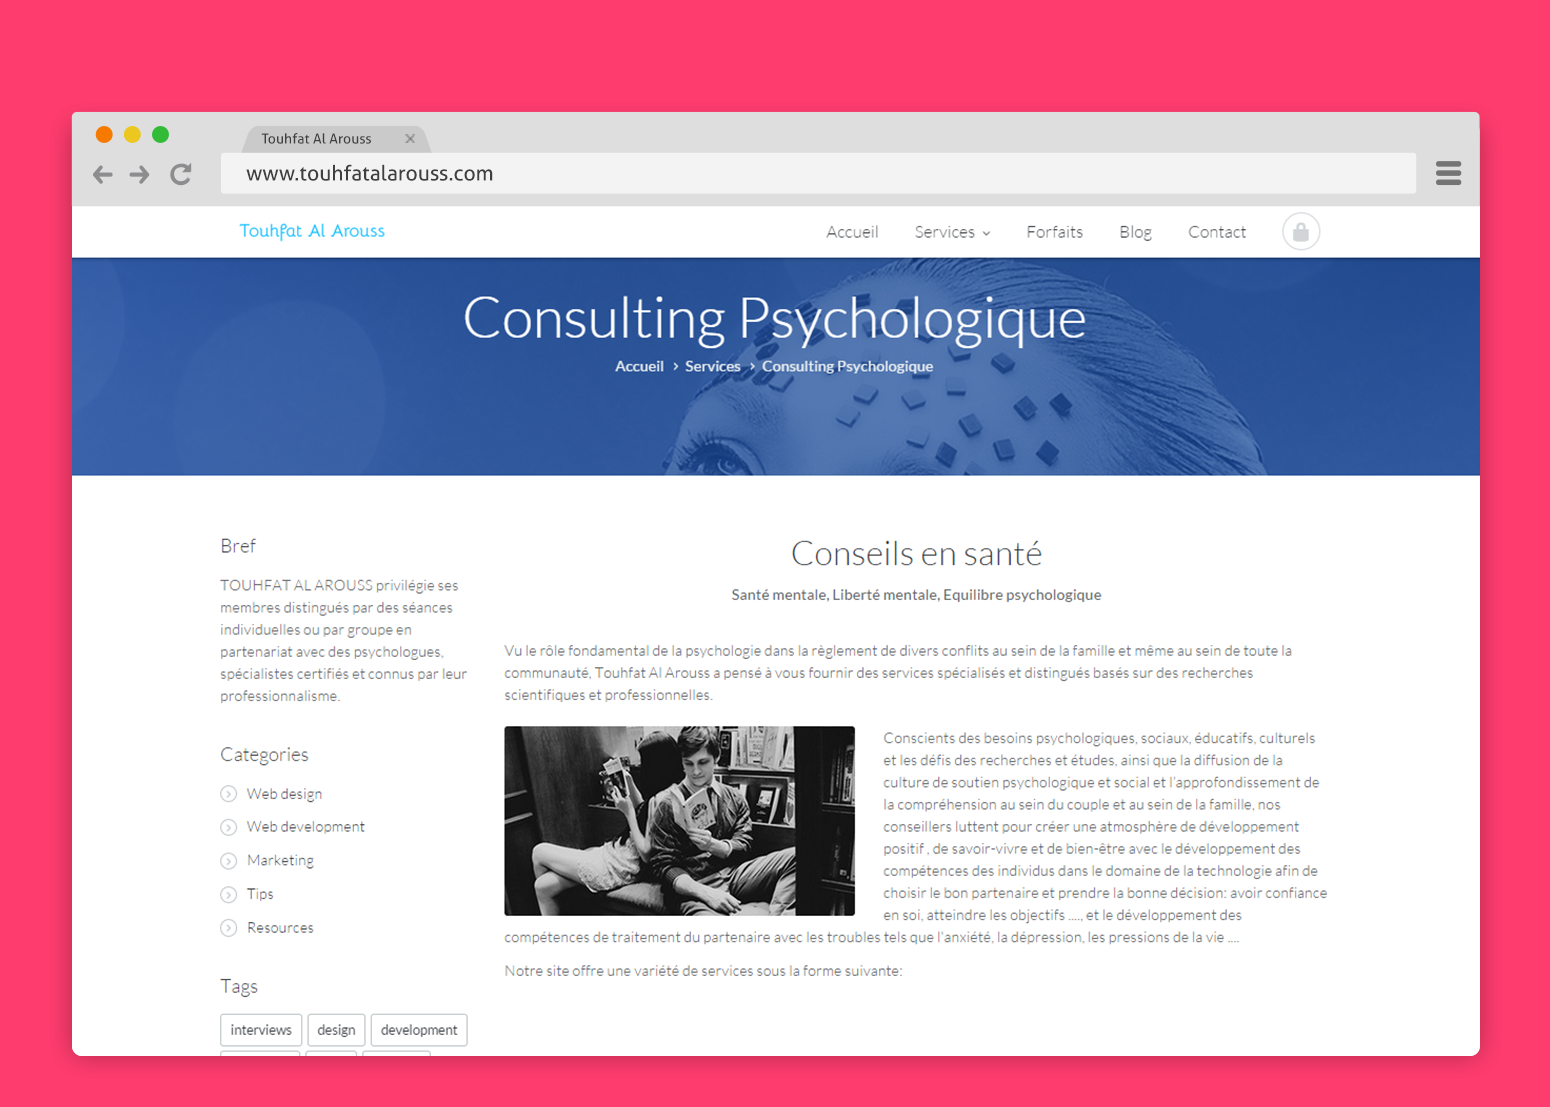 Touhfat Al Arouss
www.touhfatalarouss.com
Touhfat Al Arouss
Accueil Services Forfaits Blog Contact
Consulting Psychologique
Accueil > Services > Consulting Psychologique
Bref
TOUHFAT AL AROUSS privilégie ses
membres distingués par des séances
individuelles ou par groupe en
partenariat avec des psychologues,
spécialistes certifiés et connus par leur
professionnalisme.
Categories
Web design
Web development
Marketing
Tips
Resources
Tags
interviews design development
Conseils en santé
Santé mentale, Liberté mentale, Equilibre psychologique
Vu le rôle fondamental de la psychologie dans la règlement de divers conflits au sein de la famille et même au sein de toute la
communauté, Touhfat Al Arouss a pensé à vous fournir des services spécialisés et distingués basés sur des recherches
scientifiques et professionnelles.
Conscients des besoins psychologiques, sociaux, éducatifs, culturels
et les défis des recherches et études, ainsi que la diffusion de la
culture de soutien psychologique et social et l'approfondissement de
la compréhension au sein du couple et au sein de la famille, nos
conseillers luttent pour créer une atmosphère de développement
positif , de savoir-vivre et de bien-être avec le développement des
compétences des individus dans le domaine de la technologie afin de
choisir le bon partenaire et prendre la bonne décision: avoir confiance
en soi, atteindre les objectifs ...., et le développement des
compétences de traitement du partenaire avec les troubles tels que l'anxiété, la dépression, les pressions de la vie ....
Notre site offre une variété de services sous la forme suivante: